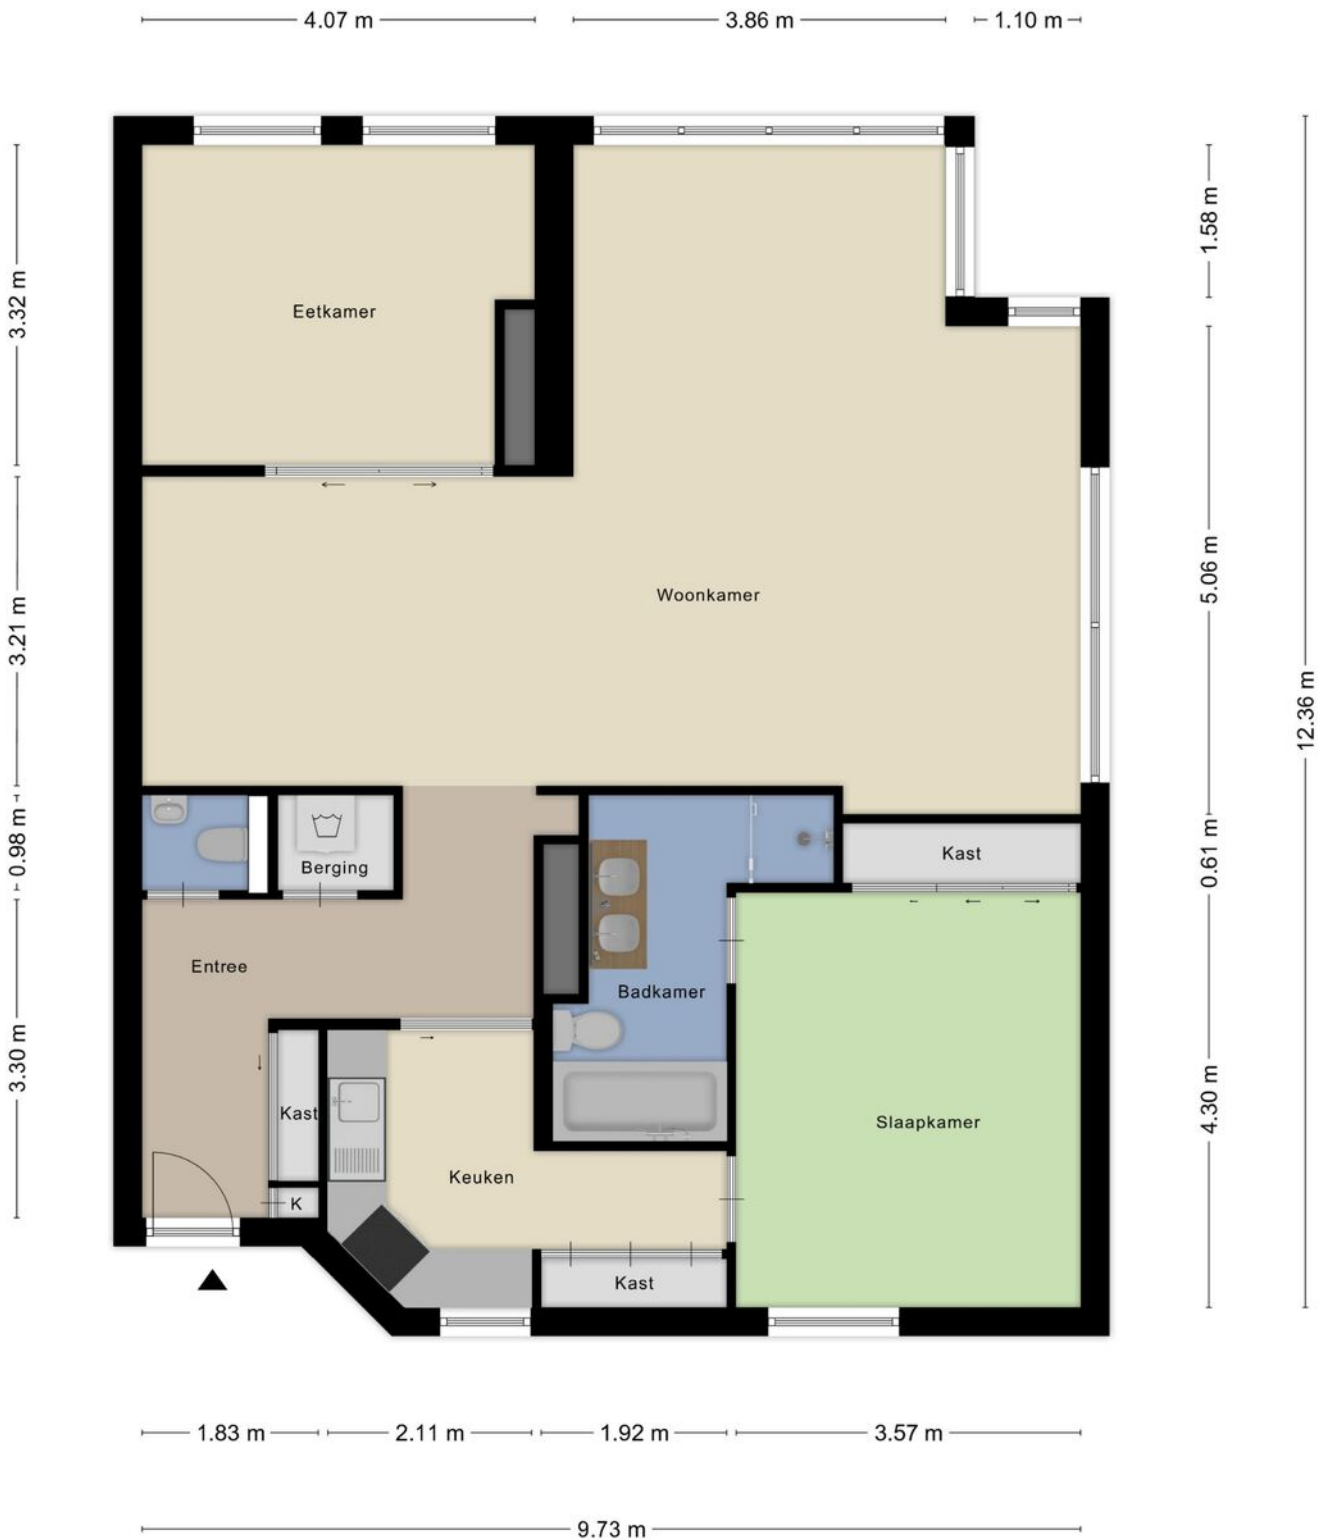 4.07 m
3.86 m
1.10 m
3.32 m
3.21 m
0.98 m
3.30 m
1.58 m
5.06 m
0.61 m
4.30 m
12.36 m
Eetkamer
Woonkamer
Berging
Kast
Entree
Badkamer
Kast
Slaapkamer
Keuken
K
Kast
1.83 m
2.11 m
1.92 m
3.57 m
9.73 m